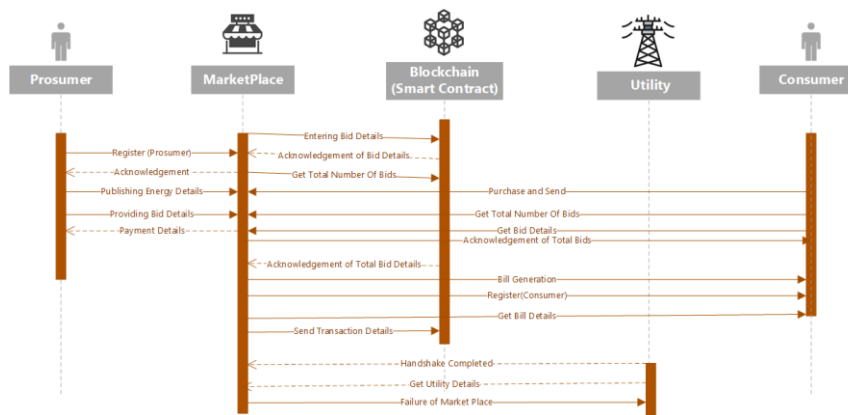 Prosumer
MarketPlace
Blockchain
(Smart Contract)
Utility
Consumer
Entering Bid Details
Register (Prosumer)
Acknowledgement of Bid Details
Acknowledgement
Get Total Number Of Bids
Publishing Energy Details
Purchase and Send
Providing Bid Details
Get Total Number Of Bids
Payment Details
Get Bid Details
Acknowledgement of Total Bids
Acknowledgement of Total Bid Details
Bill Generation
Register(Consumer)
Get Bill Details
Send Transaction Details
Handshake Completed
Get Utility Details
Failure of Market Place